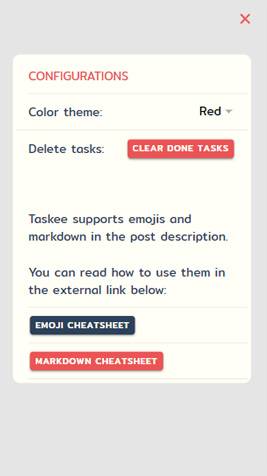 CONFIGURATIONS
Color theme: Red
Delete tasks: CLEAR DONE TASKS
Taskee supports emojis and
markdown in the post description.
You can read how to use them in
the external link below:
EMOJI CHEATSHEET
MARKDOWN CHEATSHEET